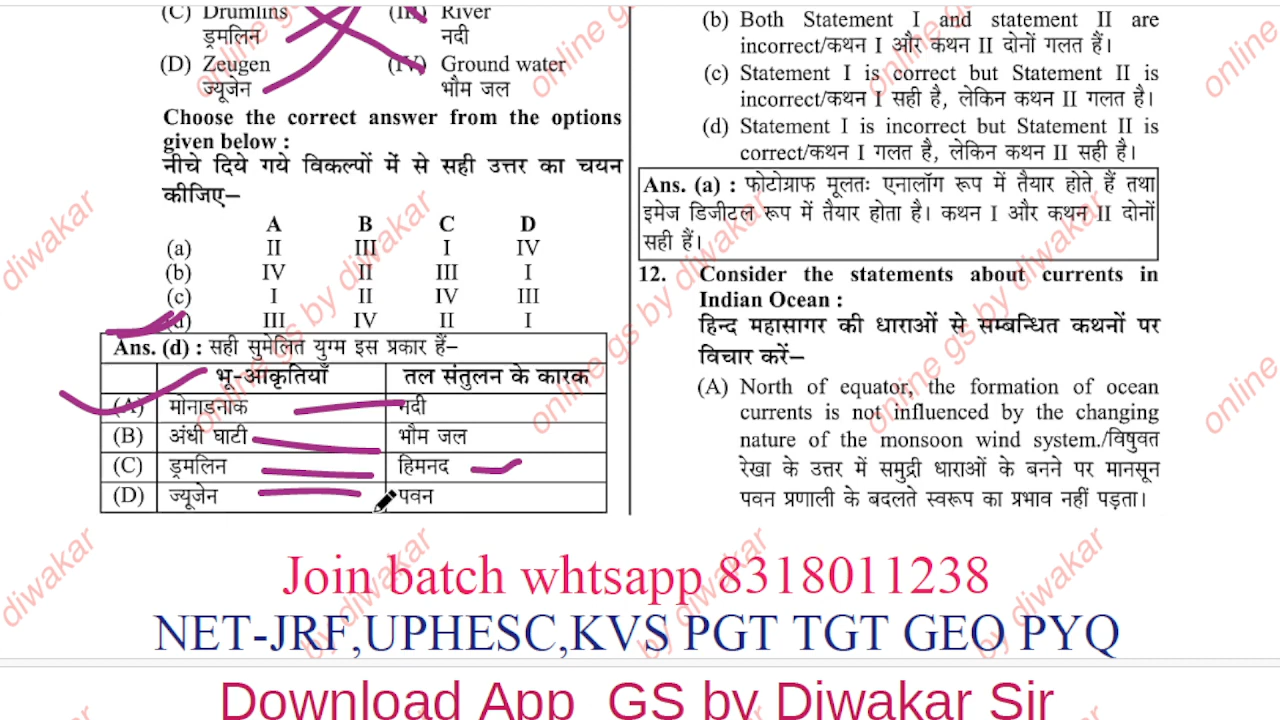 (C) Drumlins (III) River
ड्रमलिन नदी
(D) Zeugen (IV) Ground water
ज्यूजेन भौम जल
Choose the correct answer from the options
given below :
नीचे दिये गये विकल्पों में से सही उत्तर का चयन
कीजिए–
A B C D
(a) II III I IV
(b) IV II III I
(c) I II IV III
(d) III IV II I
Ans. (d) : सही सुमेलित युग्म इस प्रकार हैं–
भू-आकृतियाँ तल संतुलन के कारक
(A) मोनाडनाक नदी
(B) अंधी घाटी भौम जल
(C) ड्रमलिन हिमनद
(D) ज्यूजेन पवन
(b) Both Statement I and statement II are
incorrect/कथन I और कथन II दोनों गलत हैं।
(c) Statement I is correct but Statement II is
incorrect/कथन I सही है, लेकिन कथन II गलत है।
(d) Statement I is incorrect but Statement II is
correct/कथन I गलत है, लेकिन कथन II सही है।
Ans. (a) : फोटोग्राफ मूलतः एनालॉग रूप में तैयार होते हैं तथा
इमेज डिजीटल रूप में तैयार होता है। कथन I और कथन II दोनों
सही हैं।
12. Consider the statements about currents in
Indian Ocean :
हिन्द महासागर की धाराओं से सम्बन्धित कथनों पर
विचार करें–
(A) North of equator, the formation of ocean
currents is not influenced by the changing
nature of the monsoon wind system./विषुवत
रेखा के उत्तर में समुद्री धाराओं के बनने पर मानसून
पवन प्रणाली के बदलते स्वरूप का प्रभाव नहीं पड़ता।
Join batch whtsapp 8318011238
NET-JRF,UPHESC,KVS PGT TGT GEO PYQ
Download App GS by Diwakar Sir
online gs by diwakar